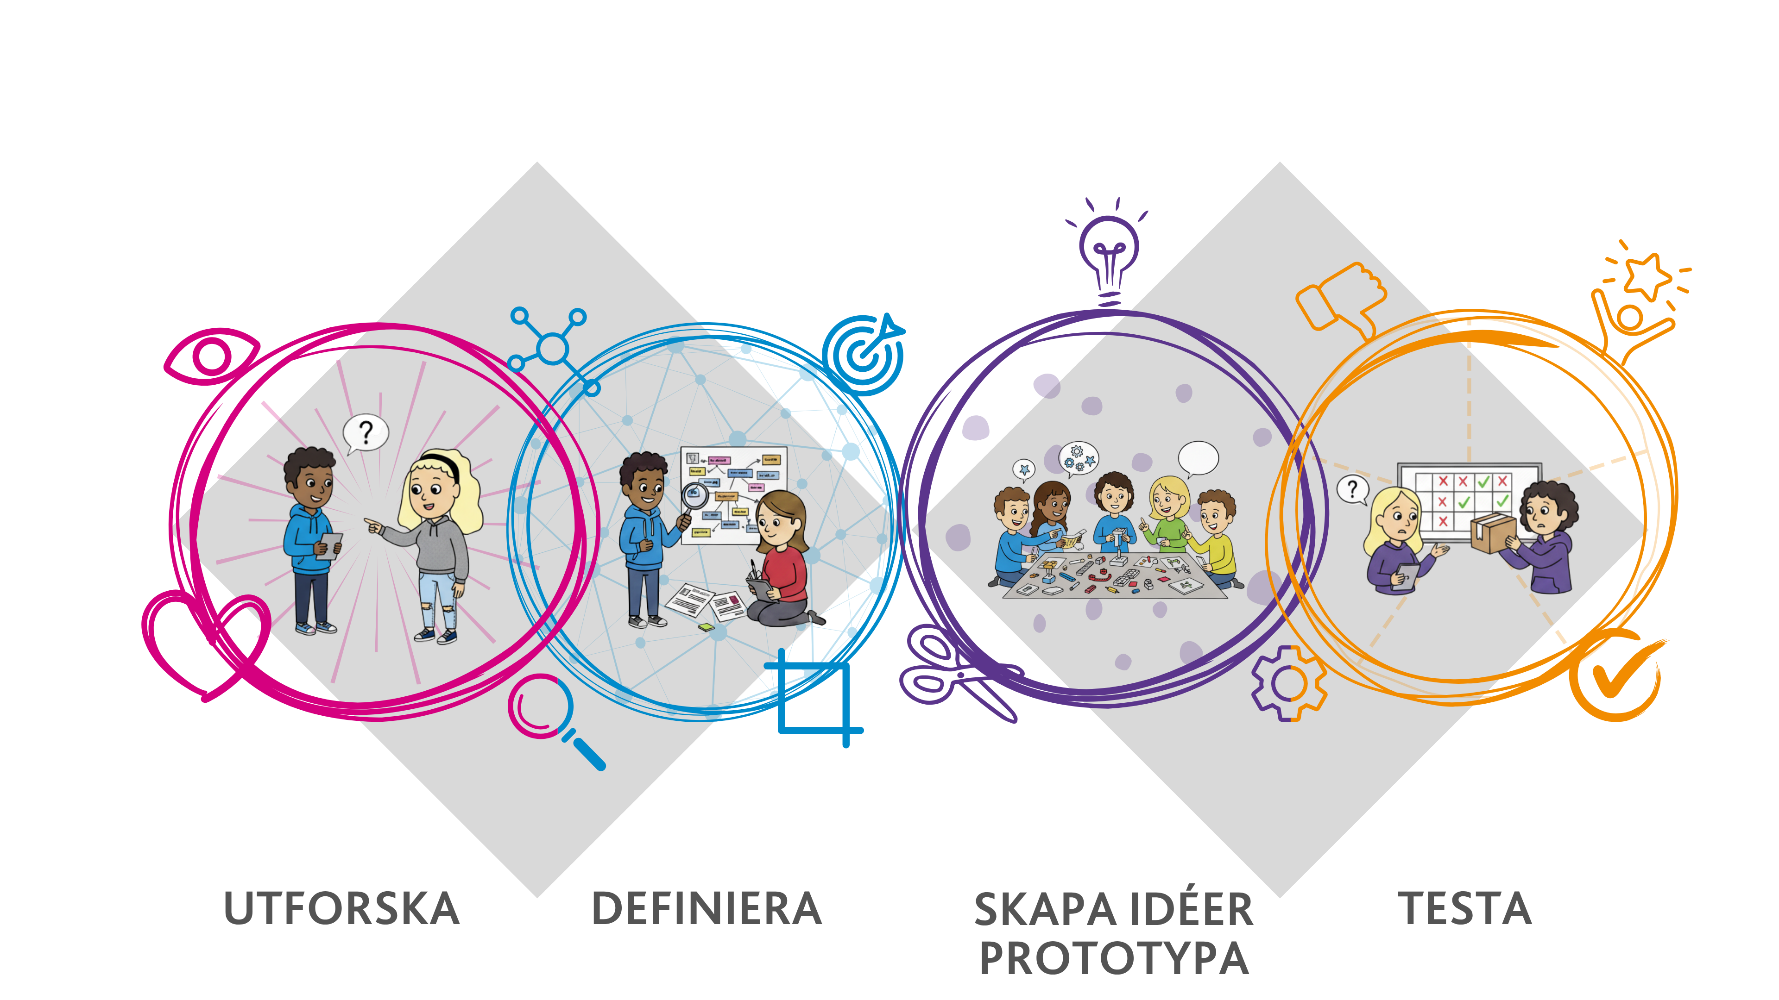 ?
?
UTFORSKA
DEFINIERA
SKAPA IDÉER
PROTOTYPA
TESTA